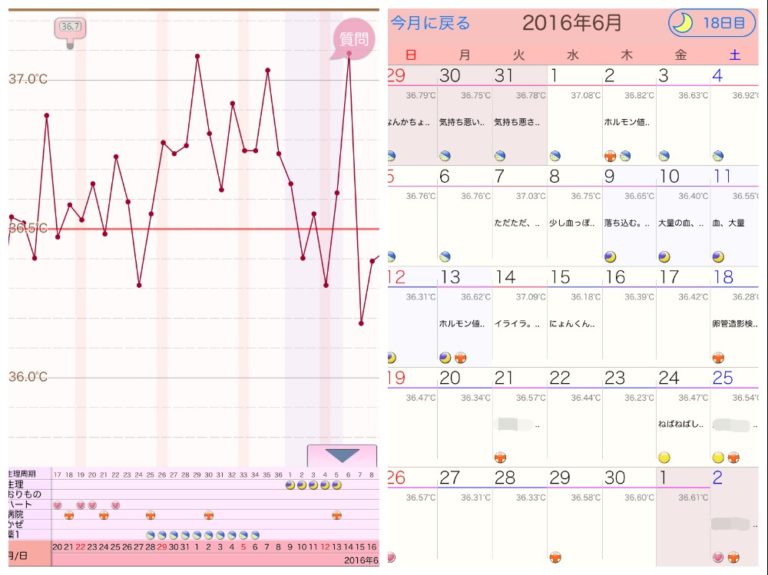 (36.7)
質問
37.0℃
36.5℃
36.0℃
生理周期 17 18 19 20 21 22 23 24 25 26 27 28 29 30 31 32 33 34 35 36 37 38 39 1 2 3 4 5 6 7 8
生理
おりもの
ハート
病院
かぜ
薬1
月/日 20 21 22 23 24 25 26 27 28 29 30 31 1 2 3 4 5 6 7 8 9 10 11 12 13 14 15 16
2016年6
今月に戻る 2016年6月 18日目
日 月 火 水 木 金 土
29 30 31 1 2 3 4
36.79℃ 36.75℃ 36.78℃ 37.08℃ 36.82℃ 36.63℃ 36.92℃
なんかちょ.. 気持ち悪い.. 気持ち悪さ.. ホルモン値..
5 6 7 8 9 10 11
36.76℃ 36.76℃ 37.03℃ 36.75℃ 36.65℃ 36.40℃ 36.55℃
ただただ、.. 少し血っぽ.. 落ち込む。.. 大量の血、.. 血、大量
12 13 14 15 16 17 18
36.31℃ 36.62℃ 37.09℃ 36.18℃ 36.39℃ 36.42℃ 36.28℃
ホルモン値.. イライラ。.. にょんくん.. 卵管造影検..
19 20 21 22 23 24 25
36.47℃ 36.34℃ 36.57℃ 36.44℃ 36.23℃ 36.47℃ 36.54℃
.. ねばねばし.. ..
26 27 28 29 30 1 2
36.57℃ 36.31℃ 36.33℃ 36.58℃ 36.60℃ 36.61℃
..